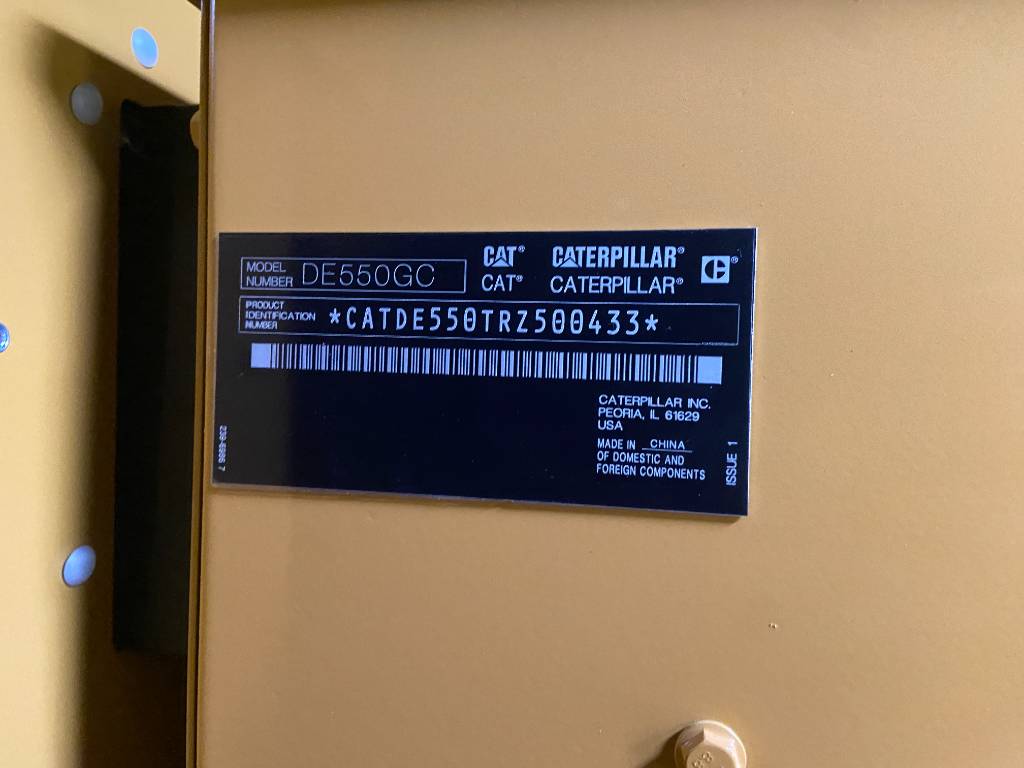 MODEL NUMBER DE550GC
CAT® CATERPILLAR®
CAT® CATERPILLAR®
PRODUCT IDENTIFICATION NUMBER *CATDE550TRZ500433*
CATERPILLAR INC.
PEORIA, IL 61629
USA
MADE IN CHINA
OF DOMESTIC AND
FOREIGN COMPONENTS
ISSUE 1